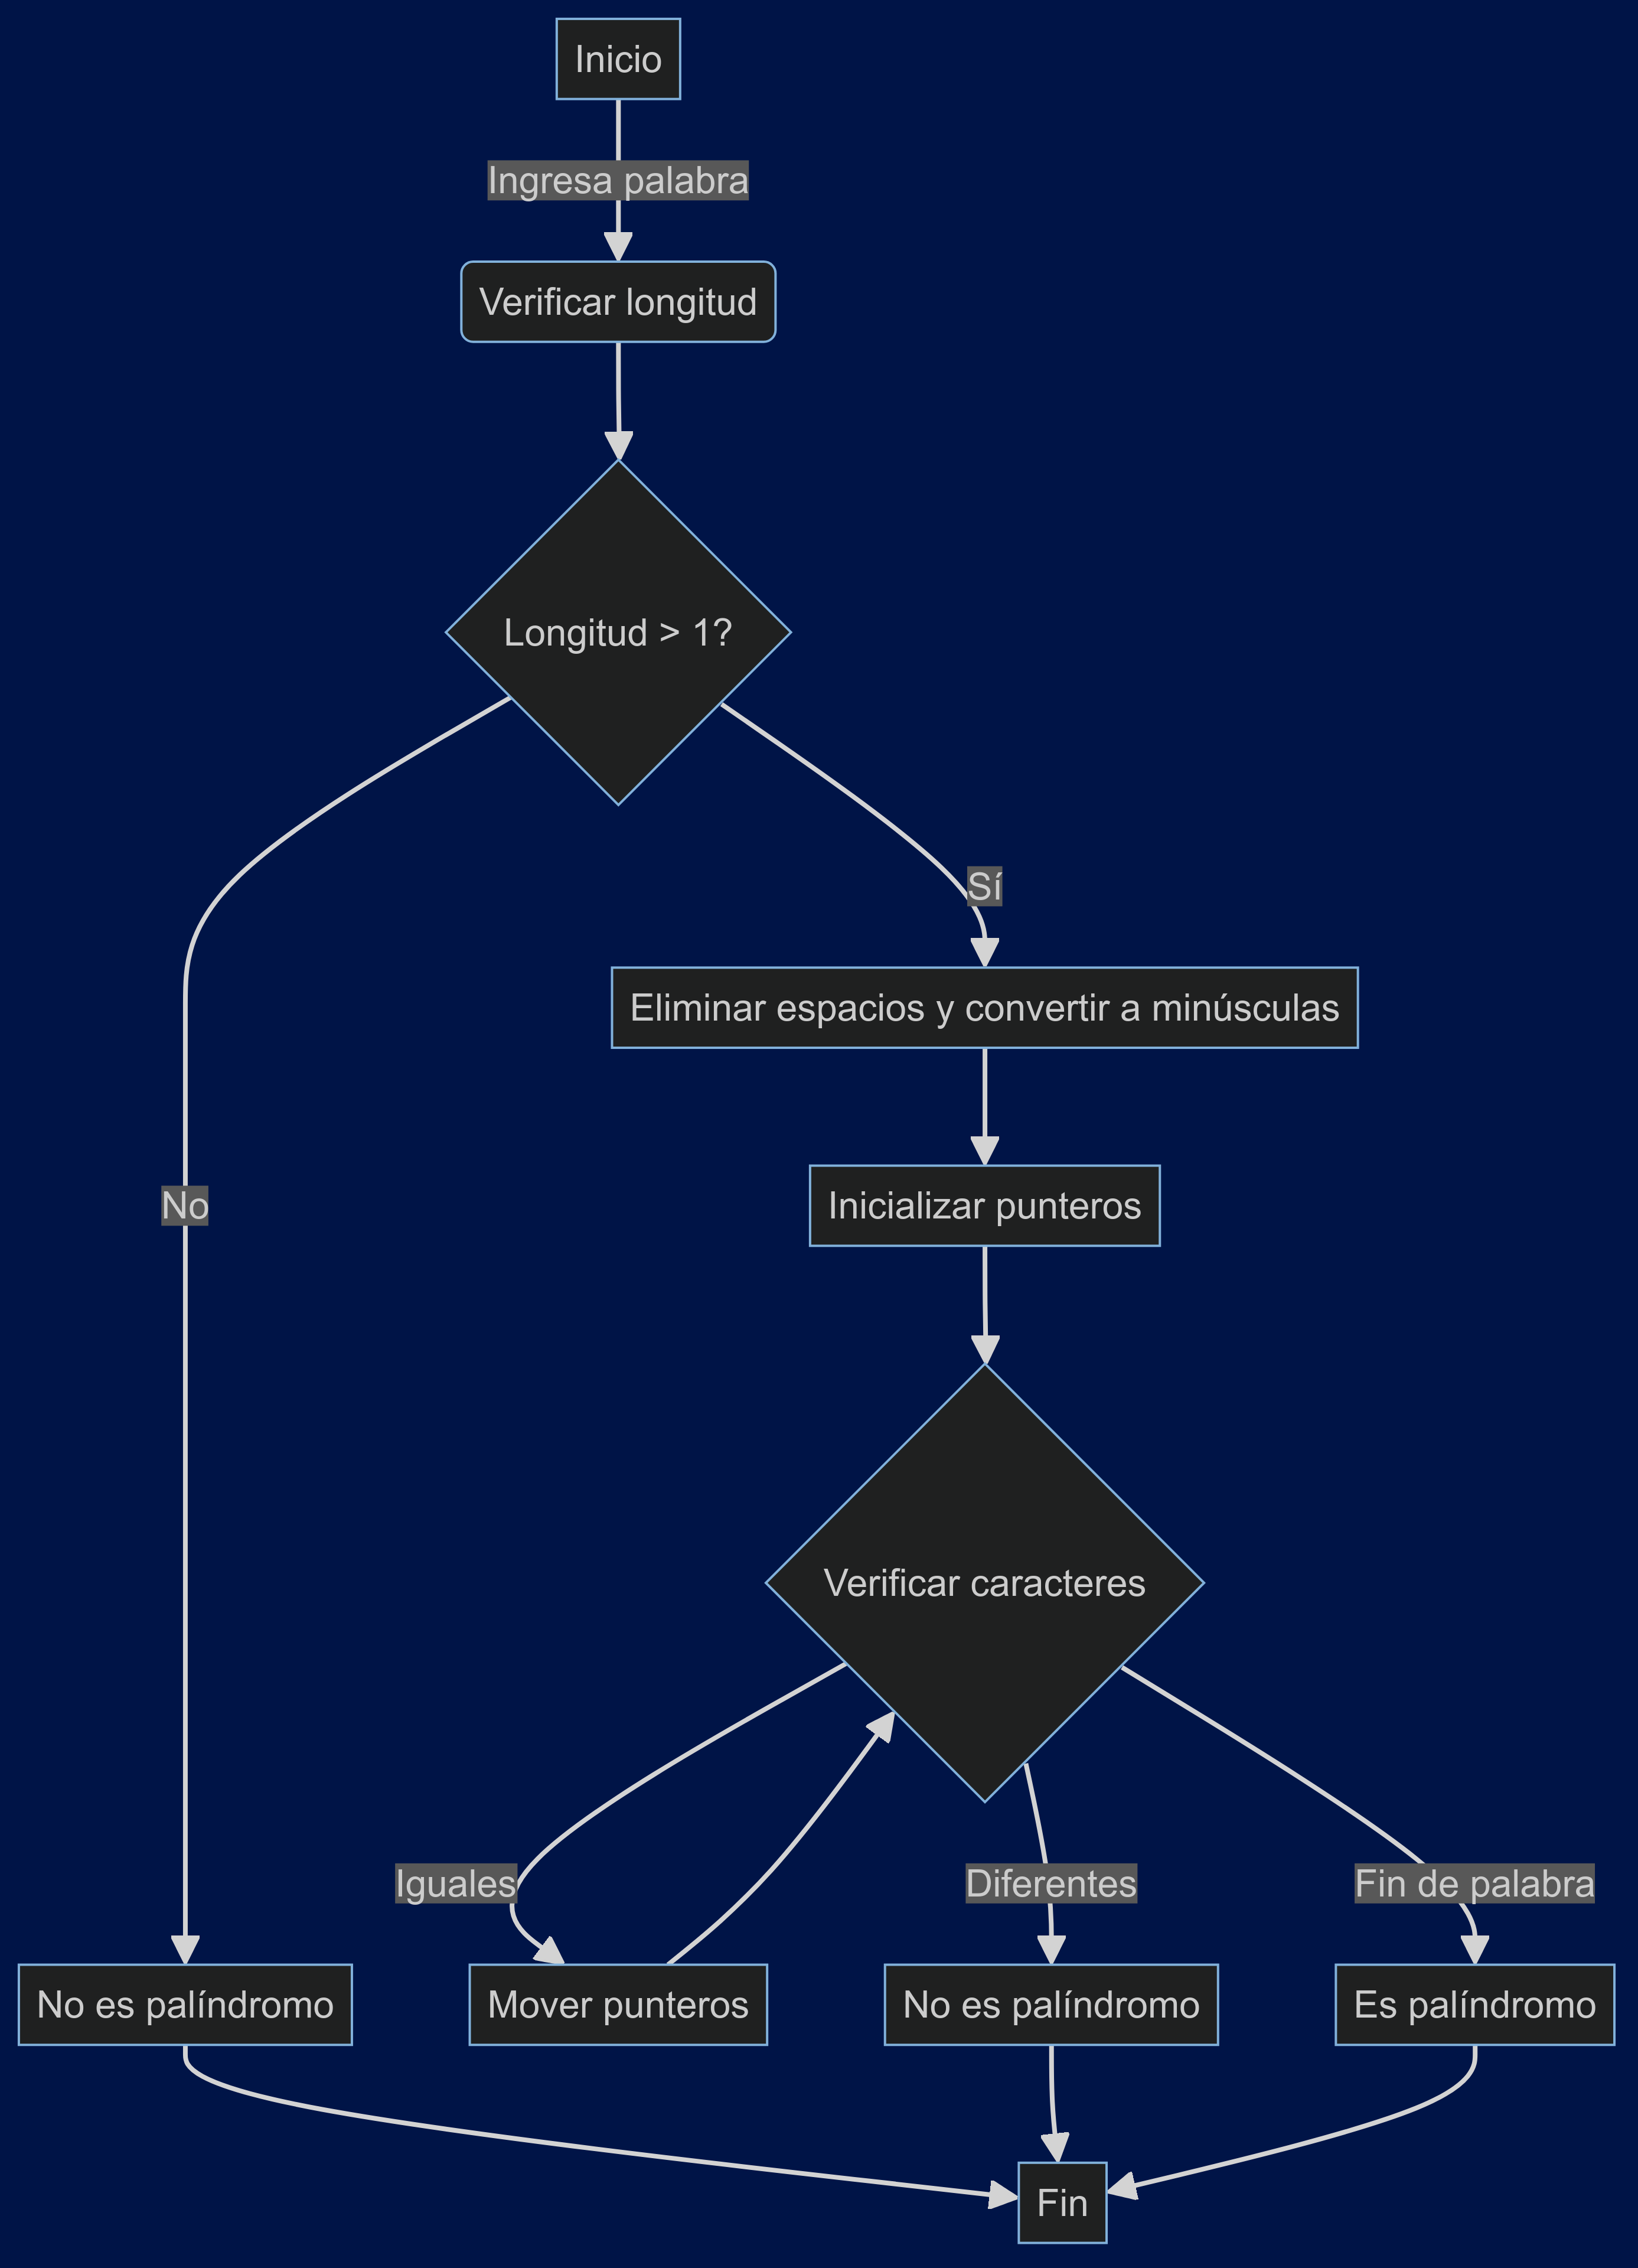 Inicio
Ingresa palabra
Verificar longitud
Longitud > 1?
Sí
Eliminar espacios y convertir a minúsculas
No
Inicializar punteros
Verificar caracteres
Iguales
Diferentes
Fin de palabra
No es palíndromo
Mover punteros
No es palíndromo
Es palíndromo
Fin